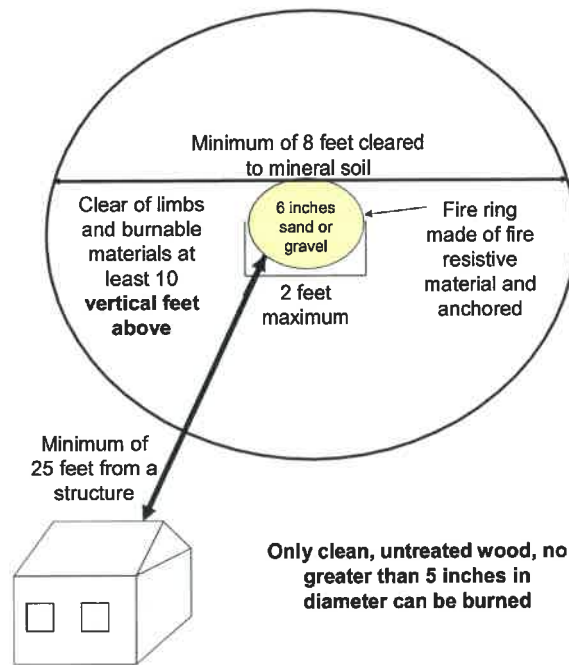 Minimum of 8 feet cleared
to mineral soil
Clear of limbs
and burnable
materials at
least 10
vertical feet
above
6 inches
sand or
gravel
Fire ring
made of fire
resistive
material and
anchored
2 feet
maximum
Minimum of
25 feet from a
structure
Only clean, untreated wood, no
greater than 5 inches in
diameter can be burned